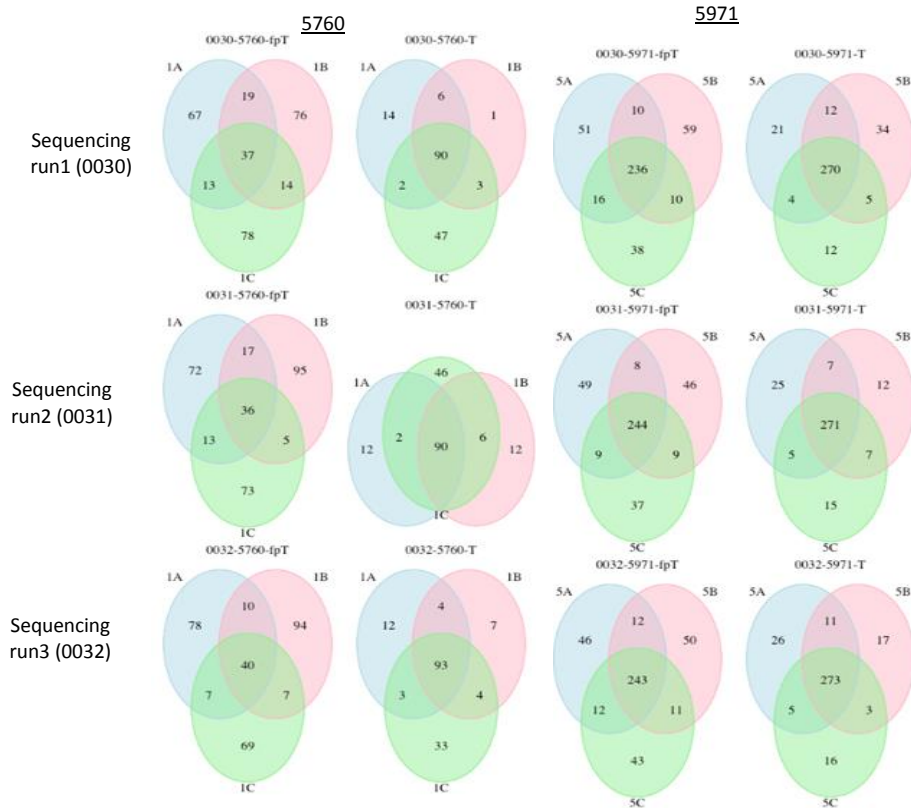 5760
5971
0030-5760-fpT
0030-5760-T
0030-5971-fpT
0030-5971-T
1A
1B
1A
1B
5A
5B
5A
5B
Sequencing
run1 (0030)
67
19
76
37
13
14
78
1C
14
6
1
90
2
3
47
1C
51
10
59
236
16
10
38
5C
21
12
34
270
4
5
12
5C
0031-5760-fpT
0031-5760-T
0031-5971-fpT
0031-5971-T
1A
1B
1A
1B
5A
5B
5A
5B
Sequencing
run2 (0031)
72
17
95
36
13
5
73
1C
46
12
2
90
6
12
1C
49
8
46
244
9
9
37
5C
25
7
12
271
5
7
15
5C
0032-5760-fpT
0032-5760-T
0032-5971-fpT
0032-5971-T
1A
1B
1A
1B
5A
5B
5A
5B
Sequencing
run3 (0032)
78
10
94
40
7
7
69
1C
12
4
7
93
3
4
33
1C
46
12
50
243
12
11
43
5C
26
11
17
273
5
3
16
5C